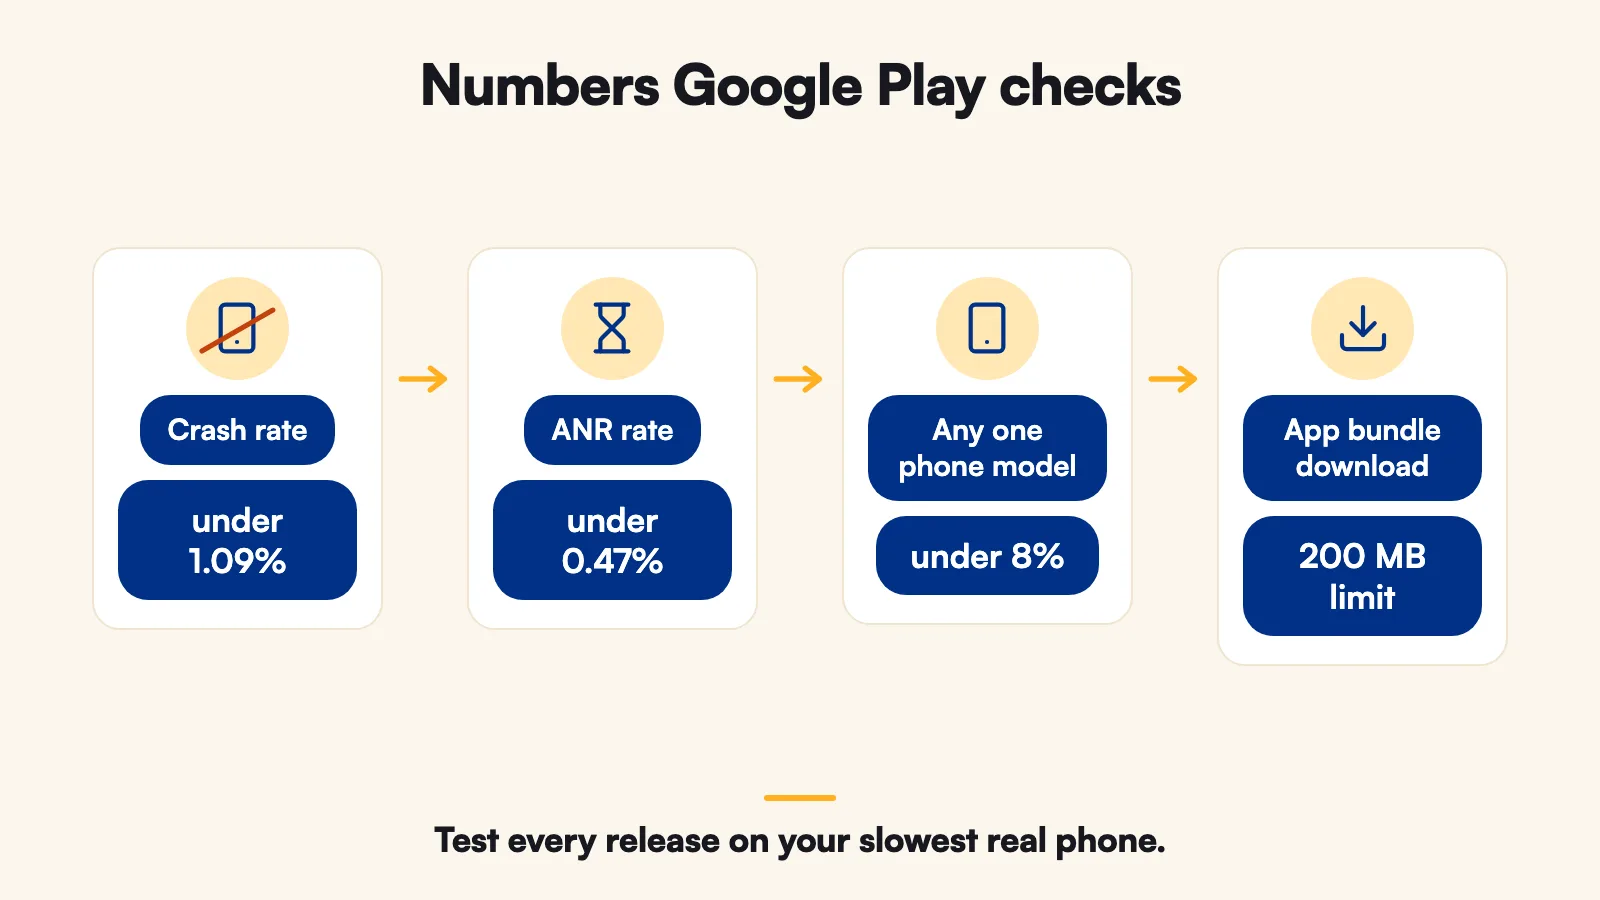 Numbers Google Play checks
Crash rate
under
1.09%
ANR rate
under
0.47%
Any one
phone model
under 8%
App bundle
download
200 MB
limit
Test every release on your slowest real phone.